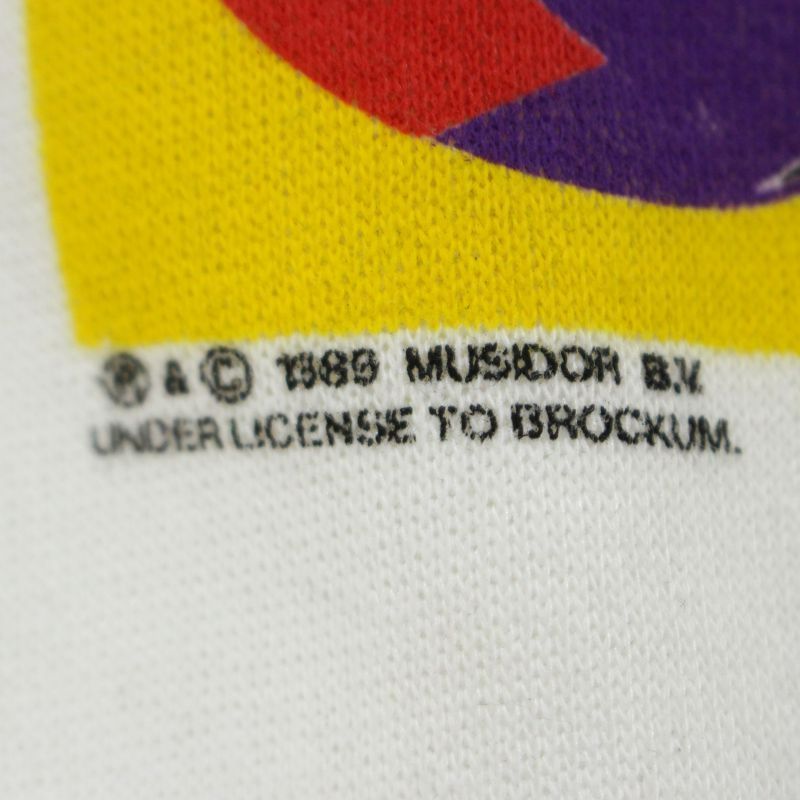 ℗ & © 1989 MUSIDOR B.V.
UNDER LICENSE TO BROCKUM.